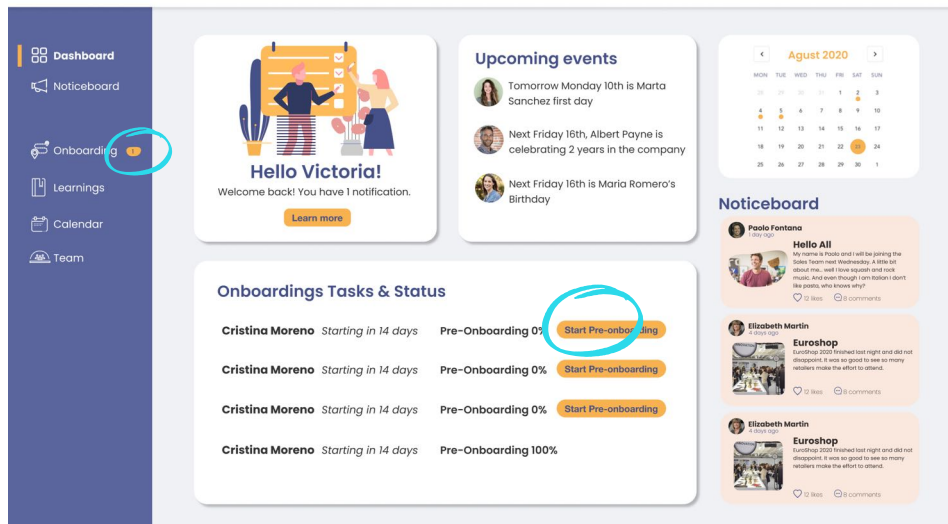 Dashboard
Noticeboard
Onboarding 1
Learnings
Calendar
Team
Hello Victoria!
Welcome back! You have 1 notification.
Learn more
Upcoming events
Tomorrow Monday 10th is Marta
Sanchez first day
Next Friday 16th, Albert Payne is
celebrating 2 years in the company
Next Friday 16th is Maria Romero's
Birthday
Onboardings Tasks & Status
Cristina Moreno Starting in 14 days Pre-Onboarding 0% Start Pre-onboarding
Cristina Moreno Starting in 14 days Pre-Onboarding 0% Start Pre-onboarding
Cristina Moreno Starting in 14 days Pre-Onboarding 0% Start Pre-onboarding
Cristina Moreno Starting in 14 days Pre-Onboarding 100%
< Agust 2020 >
MON TUE WED THU FRI SAT SUN
28 29 30 31 1 2 3
4 5 6 7 8 9 10
11 12 13 14 15 16 17
18 19 20 21 22 23 24
25 26 27 28 29 30 1
Noticeboard
Paolo Fontana
1 day ago
Hello All
My name is Paolo and I will be joining the
Sales Team next Wednesday. A little bit
about me... well I love squash and rock
music. And even though I am Italian I don't
like pasta, who knows why?
12 likes 8 comments
Elizabeth Martin
4 days ago
Euroshop
EuroShop 2020 finished last night and did not
disappoint. It was so good to see so many
retailers make the effort to attend.
12 likes 8 comments
Elizabeth Martin
4 days ago
Euroshop
EuroShop 2020 finished last night and did not
disappoint. It was so good to see so many
retailers make the effort to attend.
12 likes 8 comments